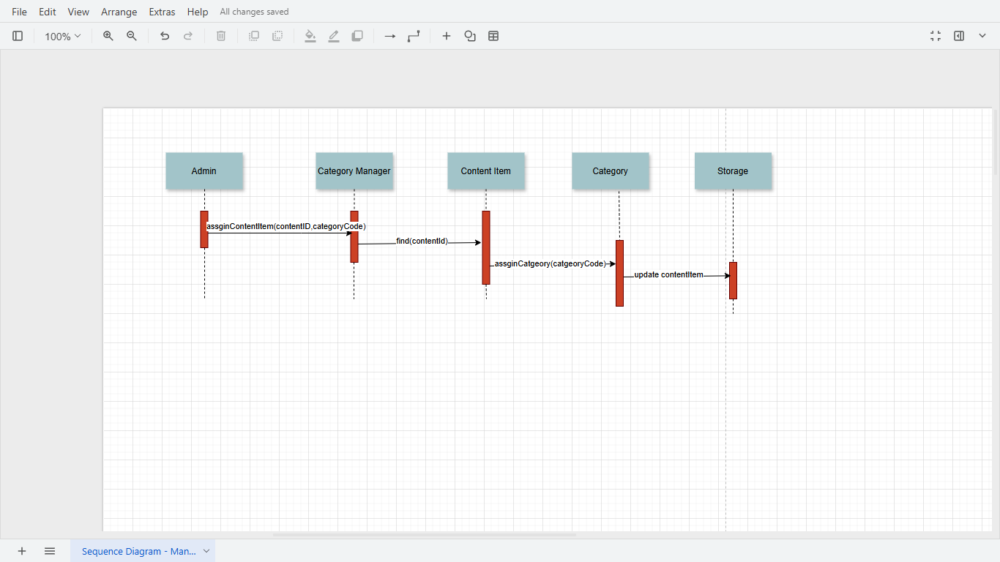 File Edit View Arrange Extras Help All changes saved
100%
Admin Category Manager Content Item Category Storage
assginContentItem(contentID,categoryCode)
find(contentId)
assginCatgeory(catgeoryCode)
update contentItem
Sequence Diagram - Man...